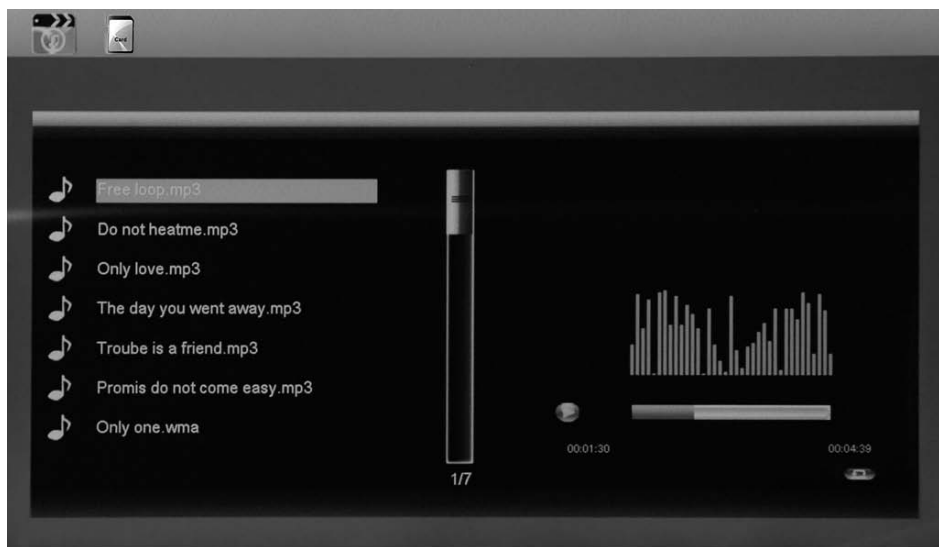 Card
Free loop.mp3
Do not heatme.mp3
Only love.mp3
The day you went away.mp3
Troube is a friend.mp3
Promis do not come easy.mp3
Only one.wma
1/7
00:01:30
00:04:39